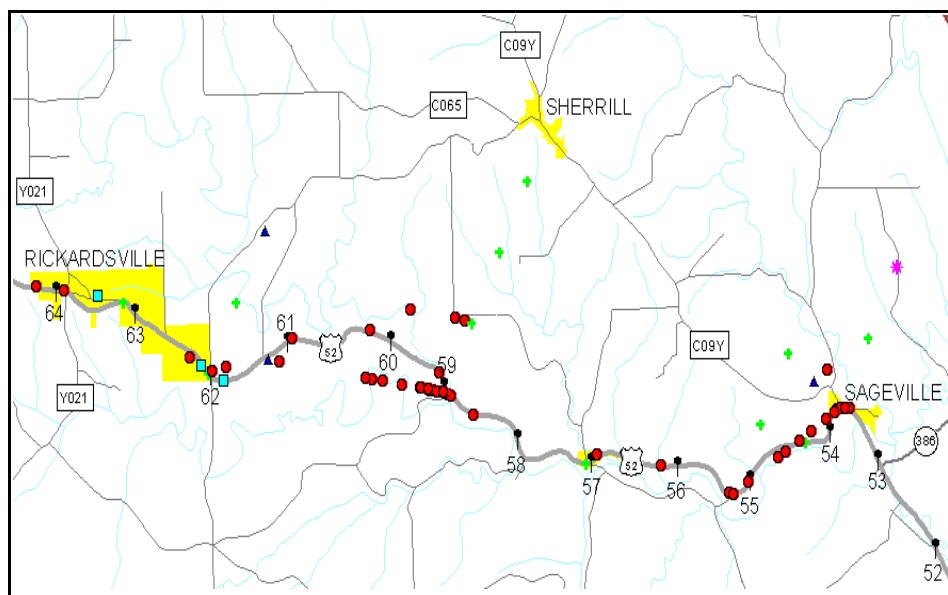 C09Y
C065
SHERRILL
Y021
RICKARDSVILLE
64
63
61
52
60
59
62
Y021
C09Y
SAGEVILLE
58
57
52
56
55
54
386
53
52